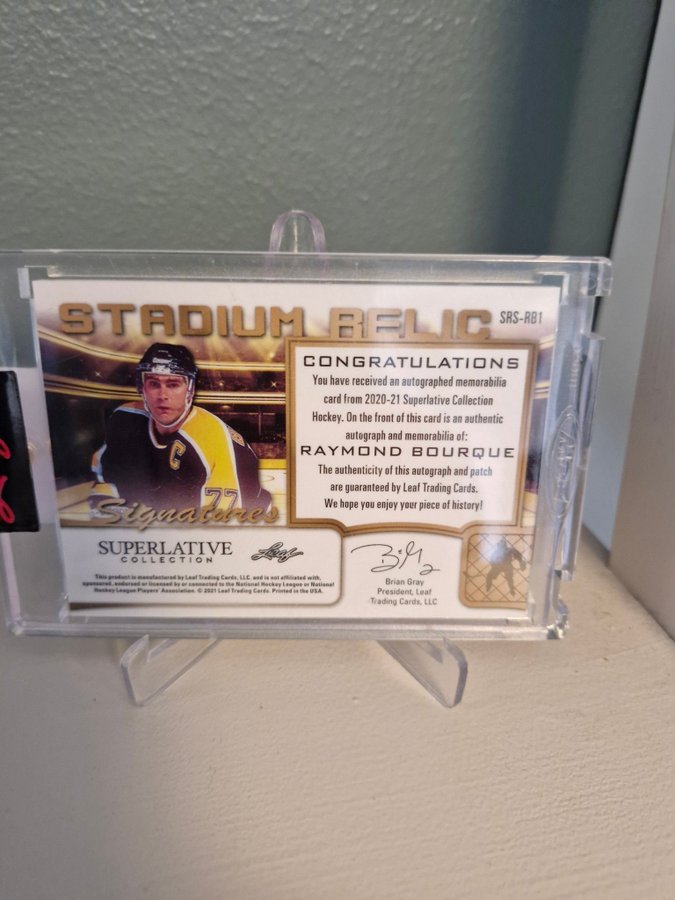 STADIUM RELIC
SRS-RB1
CONGRATULATIONS
You have received an autographed memorabilia
card from 2020-21 Superlative Collection
Hockey. On the front of this card is an authentic
autograph and memorabilia of:
RAYMOND BOURQUE
The authenticity of this autograph and patch
are guaranteed by Leaf Trading Cards.
We hope you enjoy your piece of history!
C
77
Signatures
SUPERLATIVE
COLLECTION
Leaf
Brian Gray
President, Leaf
Trading Cards, LLC
This product is manufactured by Leaf Trading Cards, LLC. and is not affiliated with,
sponsored, endorsed or licensed by or connected to the National Hockey League or National
Hockey League Players' Association. © 2021 Leaf Trading Cards. Printed in the USA.